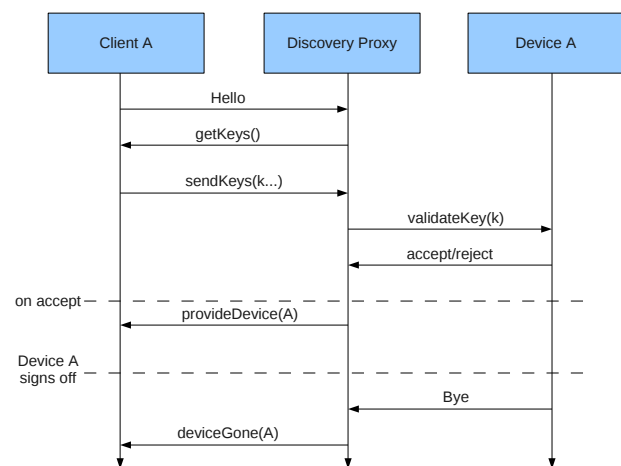 Client A
Discovery Proxy
Device A
Hello
getKeys()
sendKeys(k...)
validateKey(k)
accept/reject
on accept
provideDevice(A)
Device A
signs off
Bye
deviceGone(A)